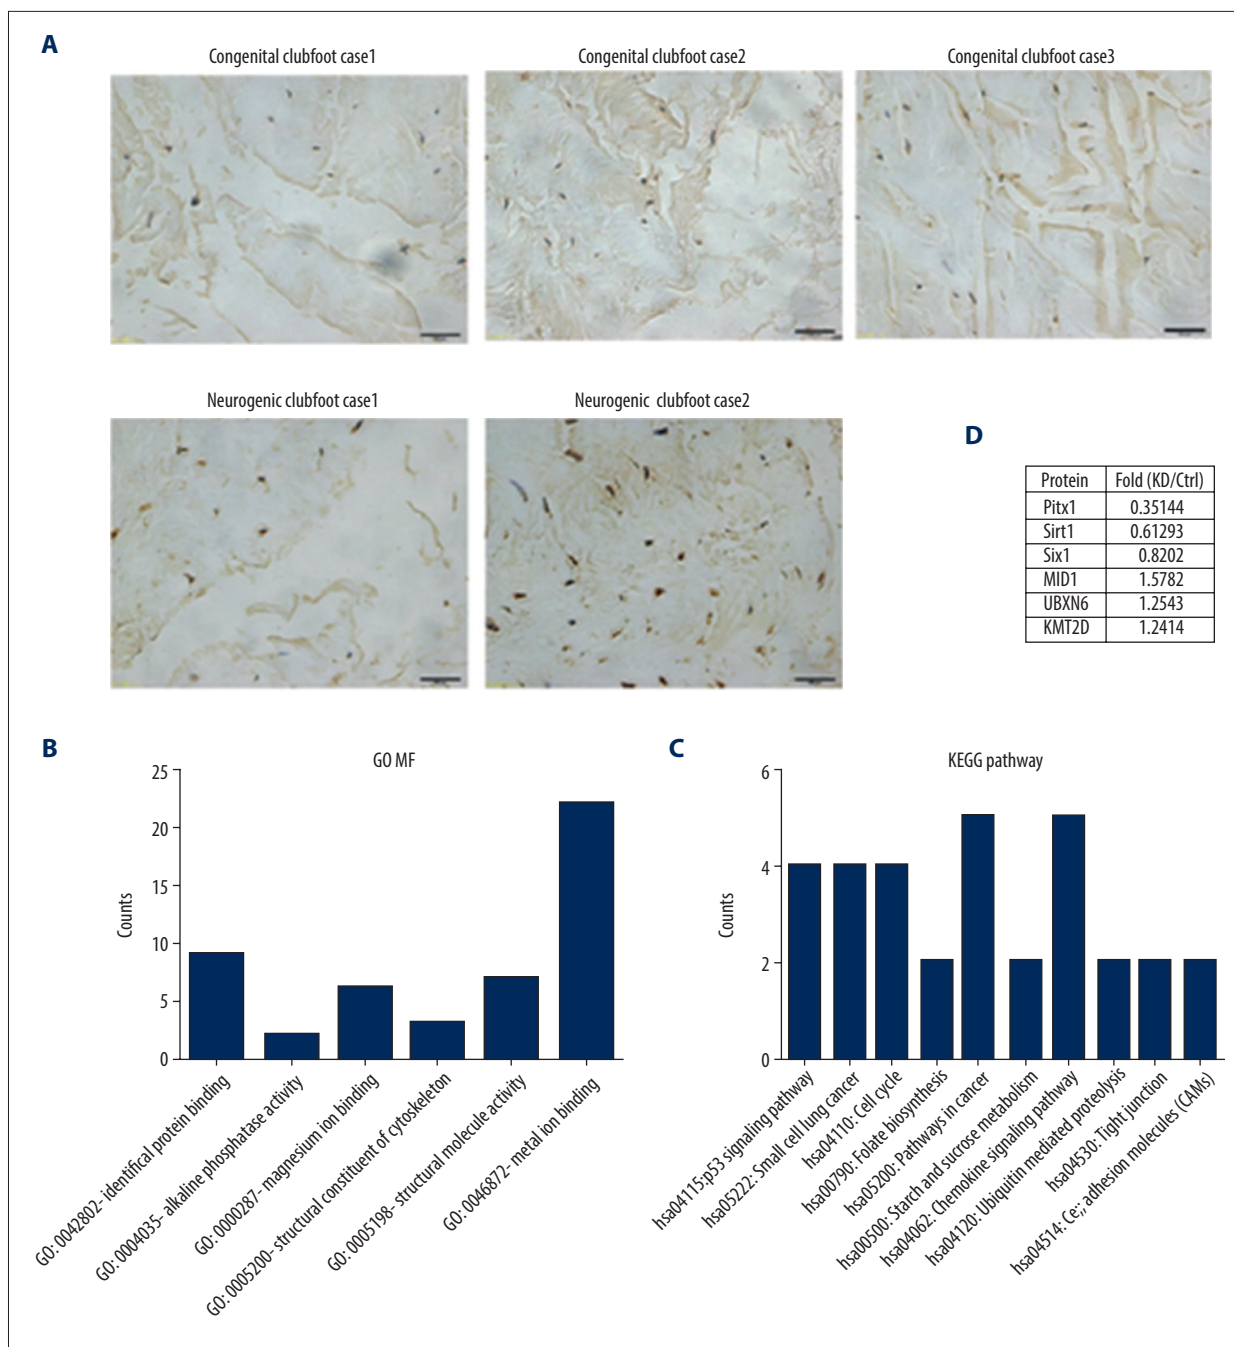 A
Congenital clubfoot case1
Congenital clubfoot case2
Congenital clubfoot case3
Neurogenic clubfoot case1
Neurogenic clubfoot case2
D
Protein Fold (KD/Ctrl)
Pitx1 0.35144
Sirt1 0.61293
Six1 0.8202
MID1 1.5782
UBXN6 1.2543
KMT2D 1.2414
B
GO MF
Counts
25
20
15
10
5
0
GO: 0042802- identifical protein binding
GO: 0004035- alkaline phosphatase activity
GO: 0000287- magnesium ion binding
GO: 0005200- structural constituent of cytoskeleton
GO: 0005198- structural molecule activity
GO: 0046872- metal ion binding
C
KEGG pathway
Counts
6
4
2
0
hsa04115:p53 signaling pathway
hsa05222: Small cell lung cancer
hsa04110: Cell cycle
hsa00790: Folate biosynthesis
hsa05200: Pathways in cancer
hsa00500: Starch and sucrose metabolism
hsa04062: Chemokine signaling pathway
hsa04120: Ubiquitin mediated proteolysis
hsa04530: Tight junction
hsa04514: Ce;; adhesion molecules (CAMs)